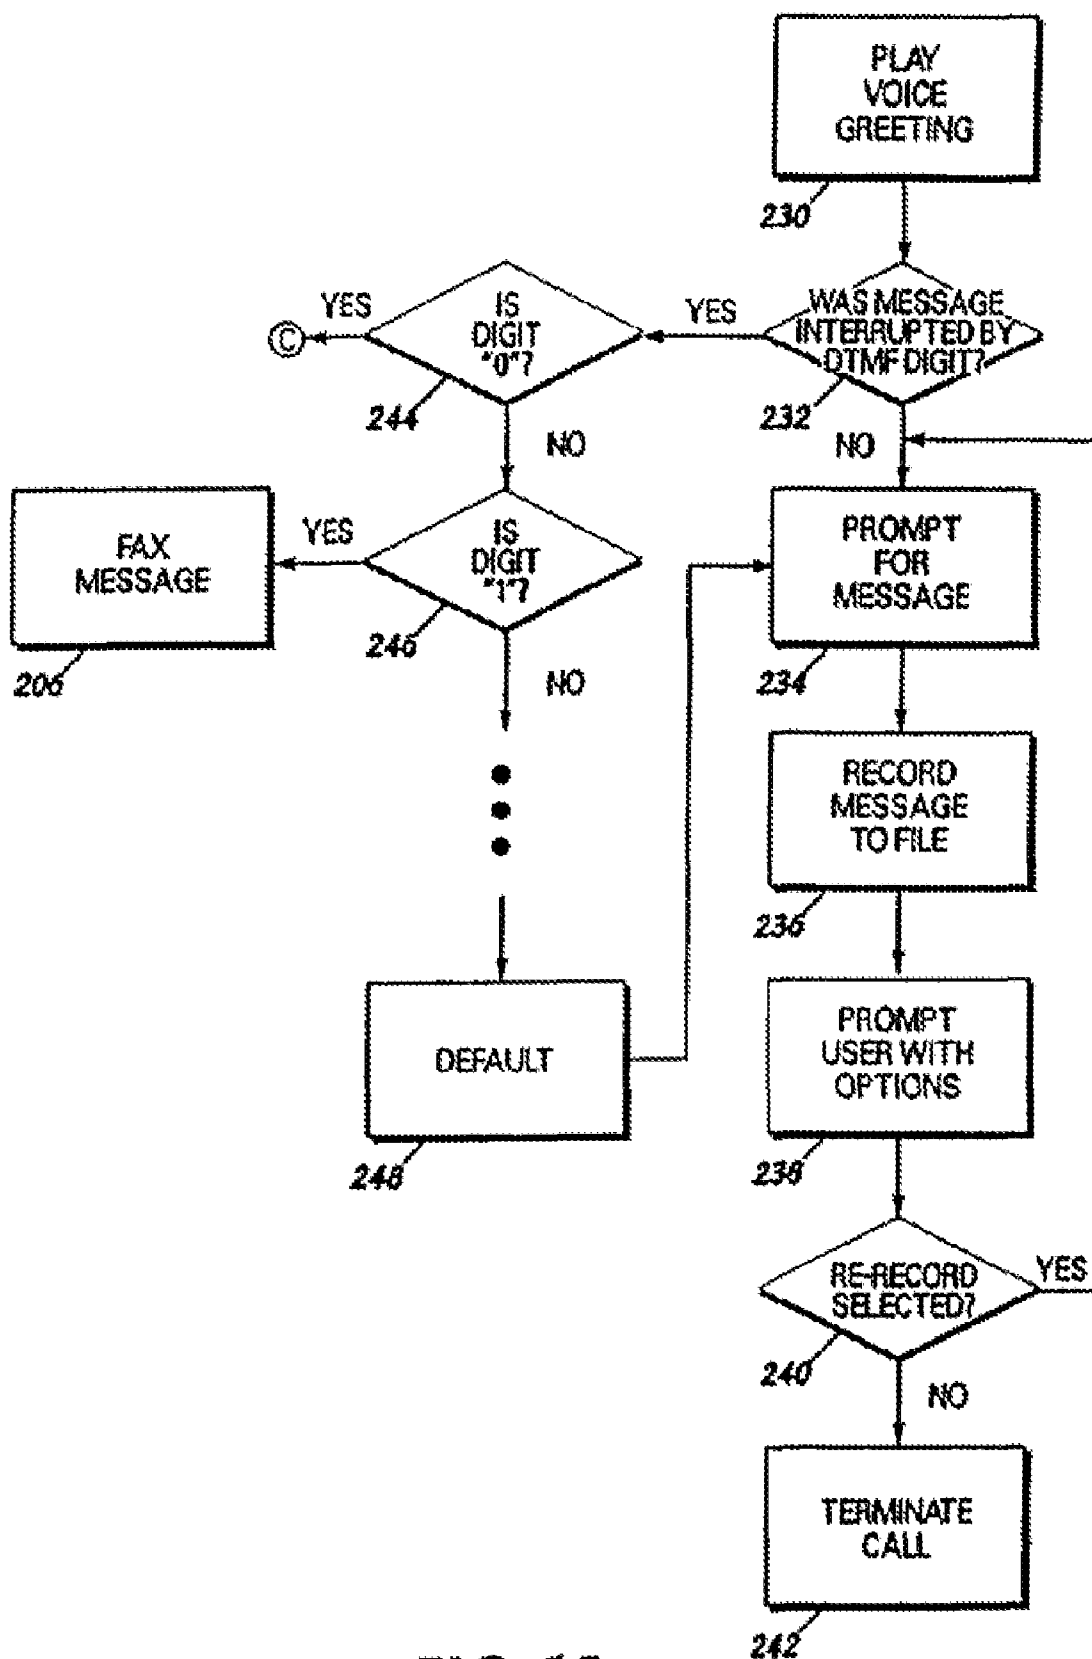 PLAY
VOICE
GREETING
230
WAS MESSAGE
INTERRUPTED BY
DTMF DIGIT?
232
YES
NO
IS
DIGIT
"0"?
244
YES
C
NO
IS
DIGIT
"1"?
246
YES
FAX
MESSAGE
206
NO
DEFAULT
248
PROMPT
FOR
MESSAGE
234
RECORD
MESSAGE
TO FILE
236
PROMPT
USER WITH
OPTIONS
238
RE-RECORD
SELECTED?
240
YES
NO
TERMINATE
CALL
242